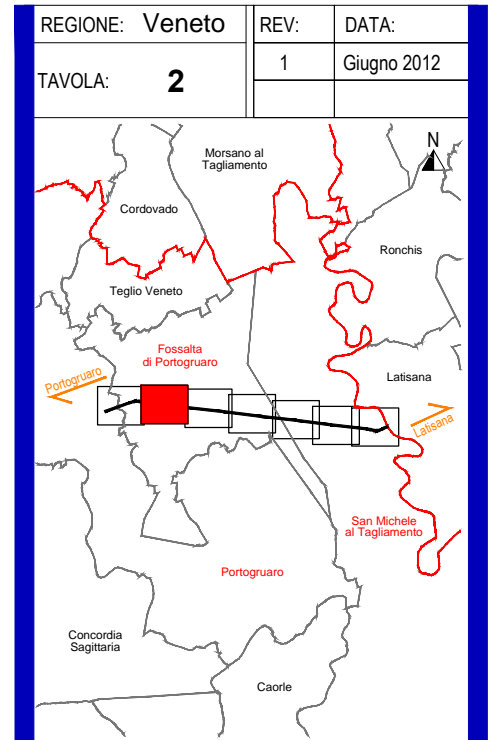 REGIONE: Veneto
REV:
DATA:
1
Giugno 2012
TAVOLA: 2
N
Morsano al
Tagliamento
Cordovado
Ronchis
Teglio Veneto
Fossalta
di Portogruaro
Portogruaro
Latisana
Latisana
San Michele
al Tagliamento
Portogruaro
Concordia
Sagittaria
Caorle